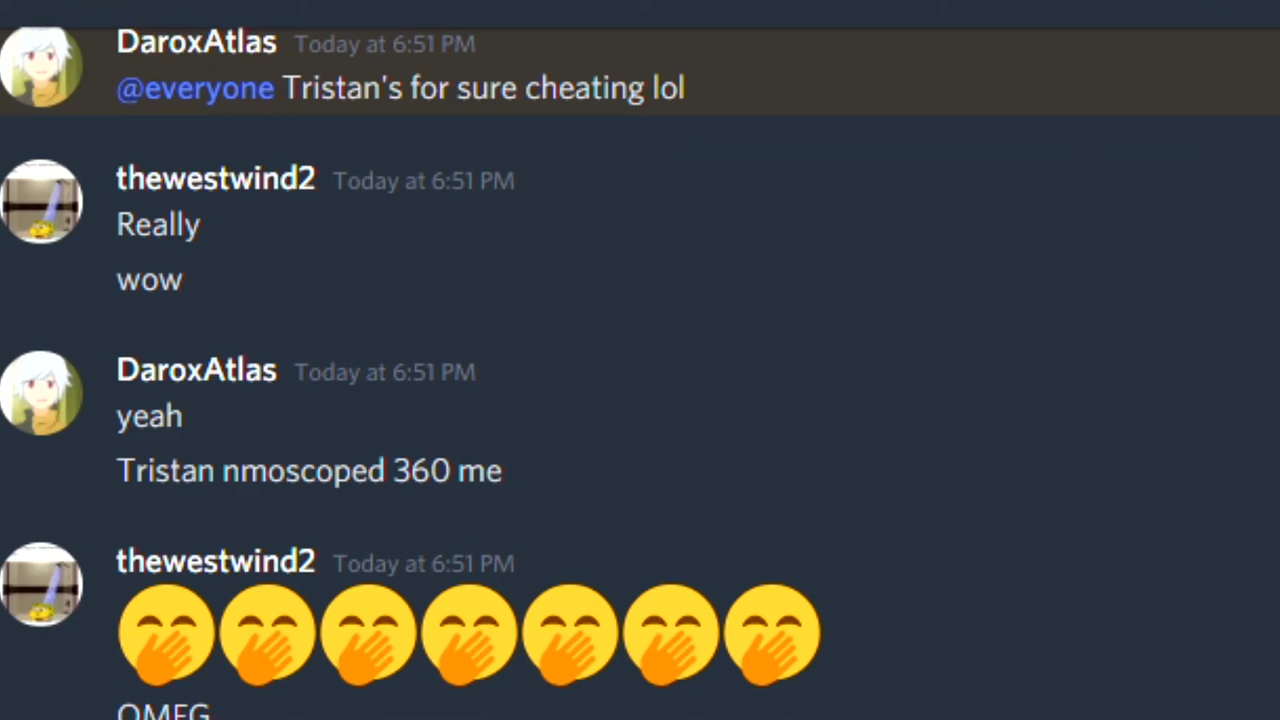 DaroxAtlas Today at 6:51 PM
@everyone Tristan's for sure cheating lol
thewestwind2 Today at 6:51 PM
Really
wow
DaroxAtlas Today at 6:51 PM
yeah
Tristan nmoscoped 360 me
thewestwind2 Today at 6:51 PM
OMFG